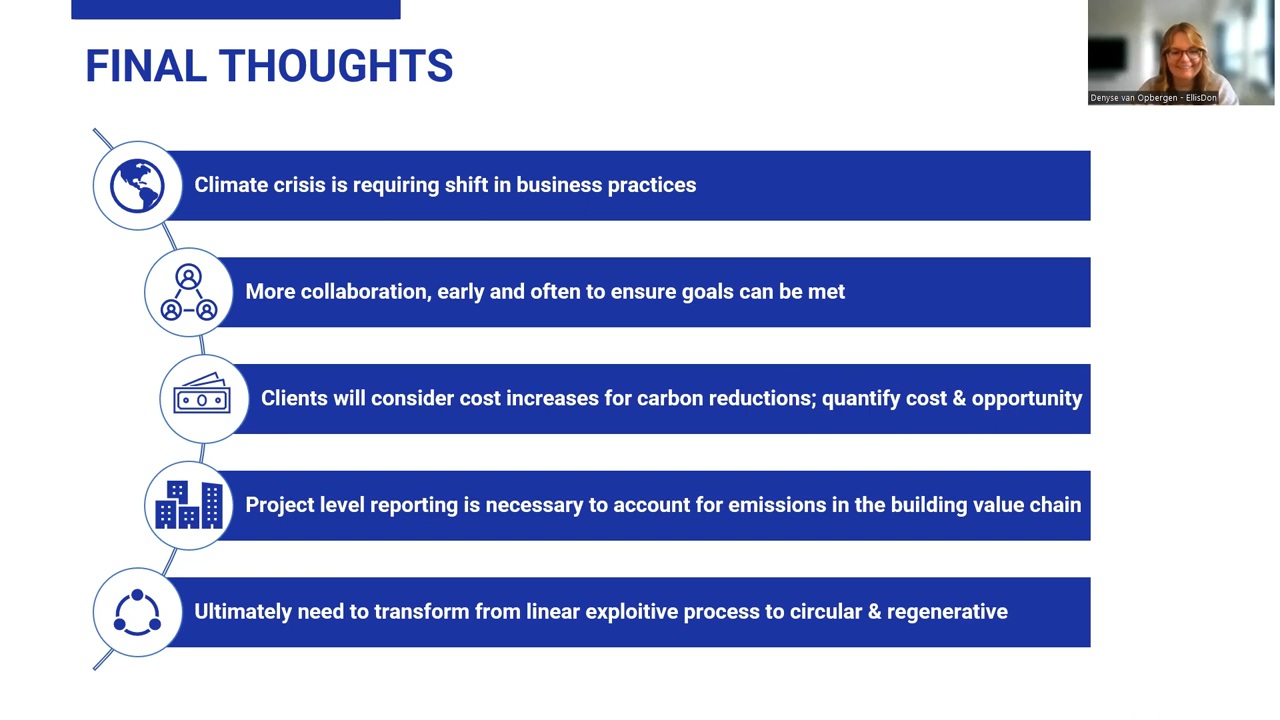 FINAL THOUGHTS
Denyse van Opbergen - EllisDon
Climate crisis is requiring shift in business practices
More collaboration, early and often to ensure goals can be met
Clients will consider cost increases for carbon reductions; quantify cost & opportunity
Project level reporting is necessary to account for emissions in the building value chain
Ultimately need to transform from linear exploitive process to circular & regenerative